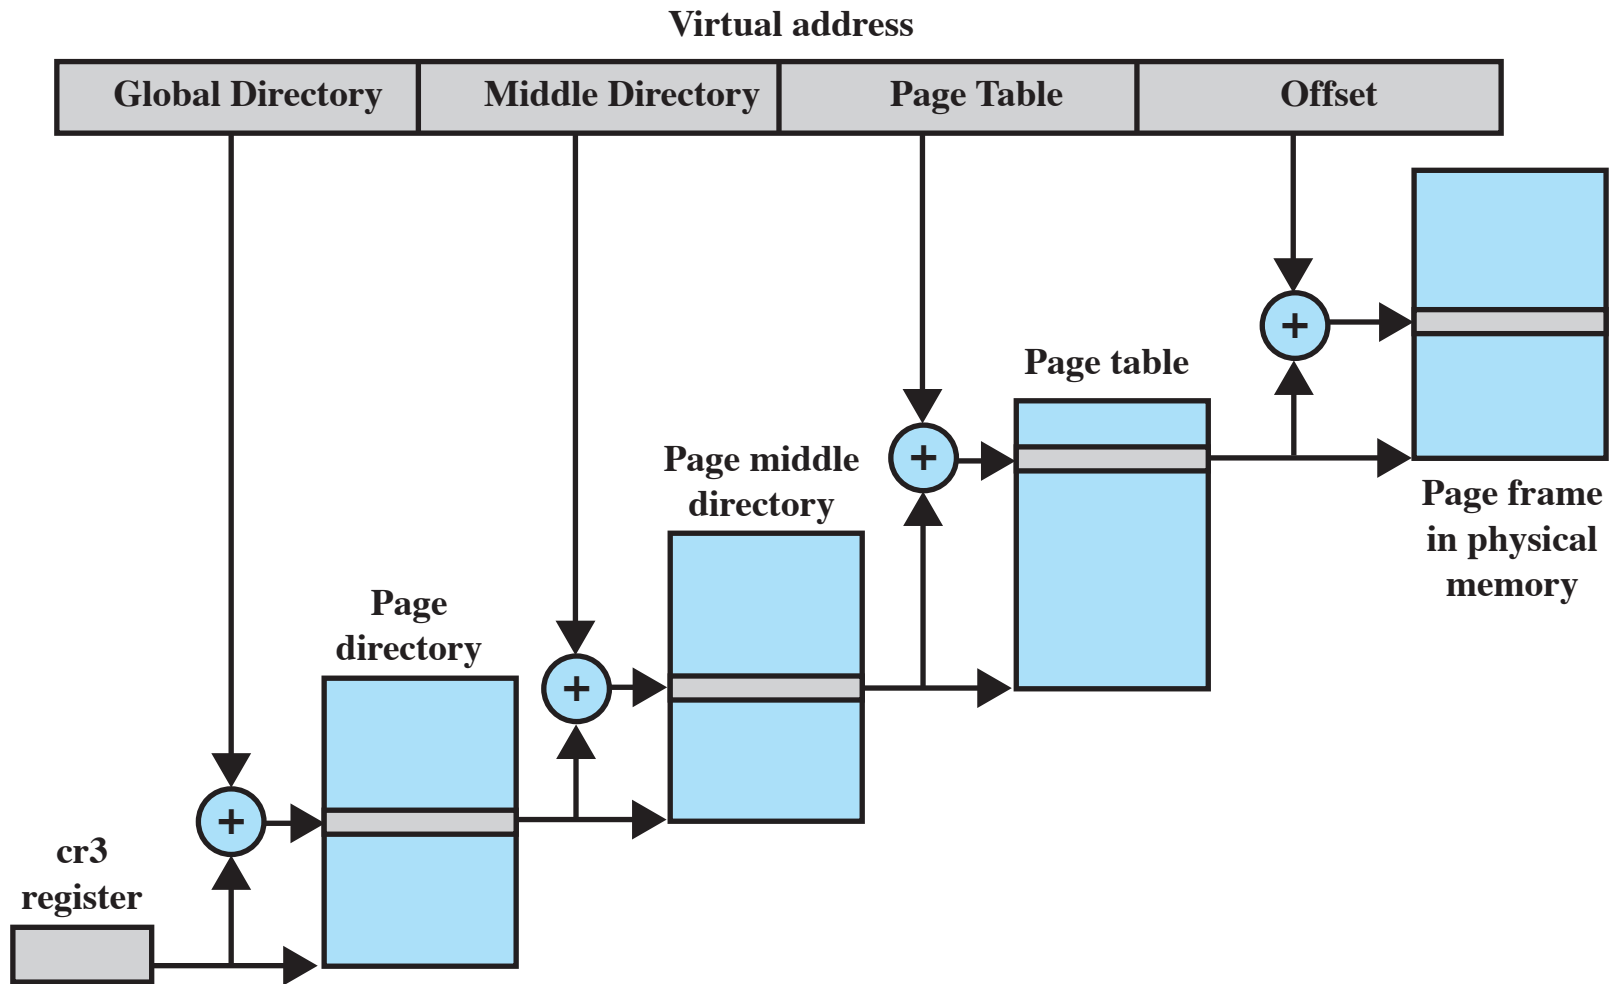 Virtual address
Global Directory
Middle Directory
Page Table
Offset
Page table
Page middle
directory
Page frame
in physical
memory
Page
directory
cr3
register
+
+
+
+